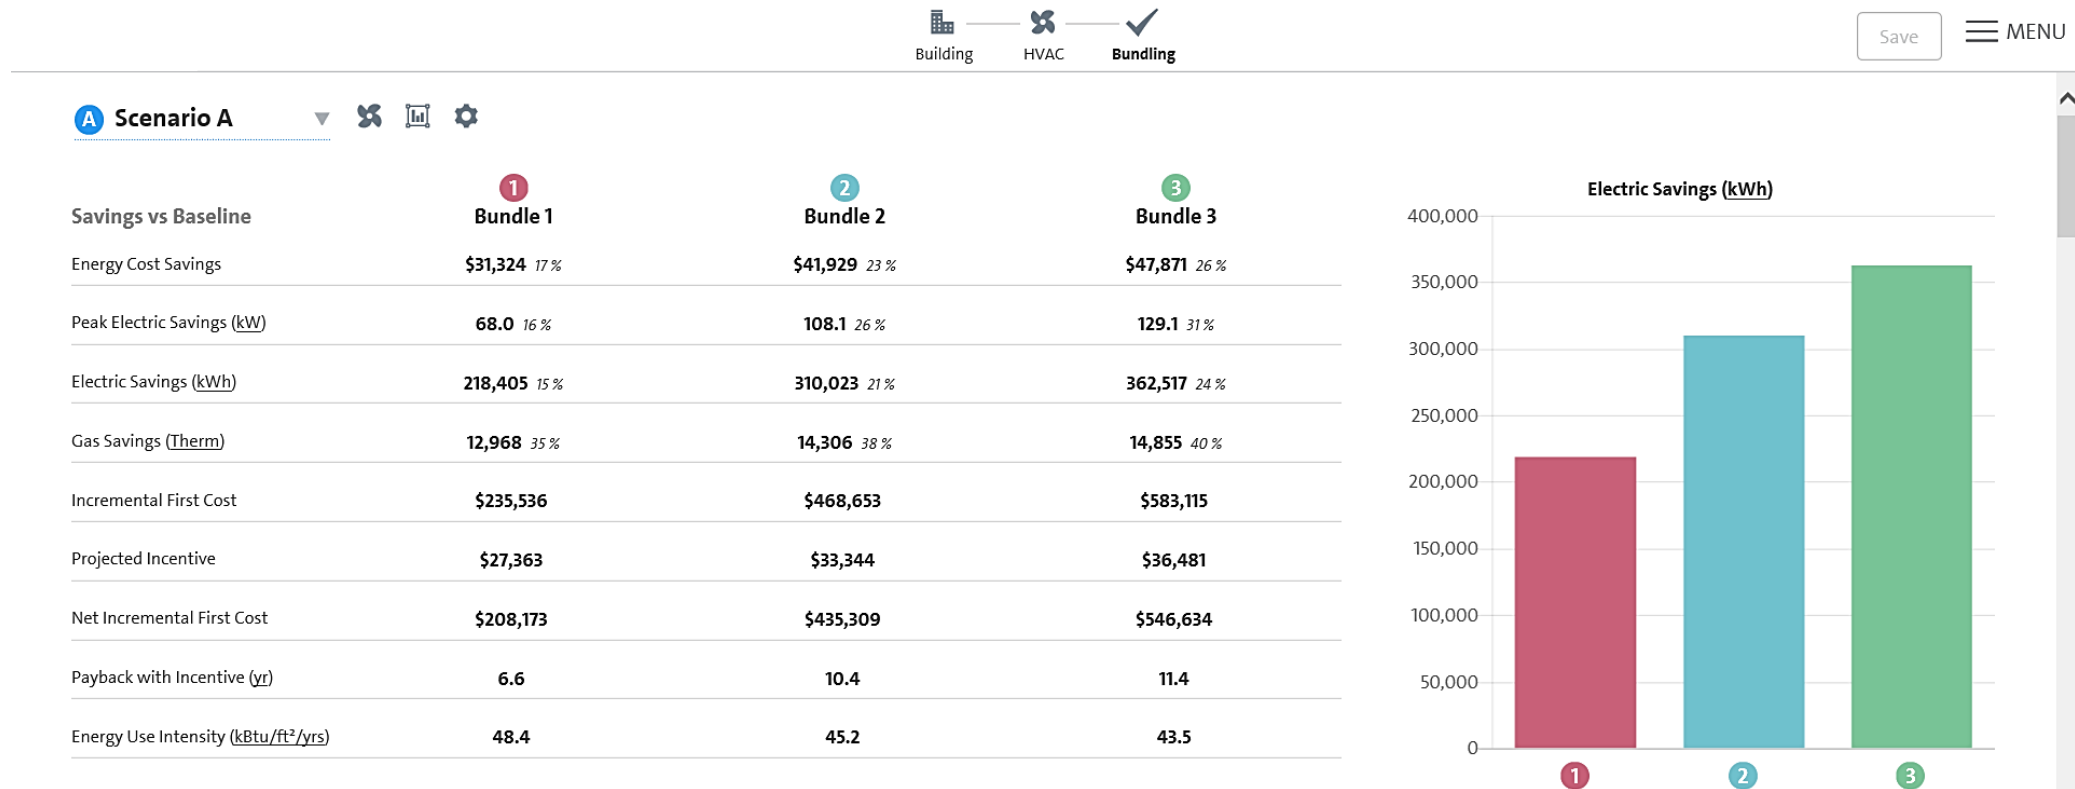 Building HVAC Bundling
Save
MENU
A Scenario A
1 2 3
Savings vs Baseline Bundle 1 Bundle 2 Bundle 3
Energy Cost Savings $31,324 17 % $41,929 23 % $47,871 26 %
Peak Electric Savings (kW) 68.0 16 % 108.1 26 % 129.1 31 %
Electric Savings (kWh) 218,405 15 % 310,023 21 % 362,517 24 %
Gas Savings (Therm) 12,968 35 % 14,306 38 % 14,855 40 %
Incremental First Cost $235,536 $468,653 $583,115
Projected Incentive $27,363 $33,344 $36,481
Net Incremental First Cost $208,173 $435,309 $546,634
Payback with Incentive (yr) 6.6 10.4 11.4
Energy Use Intensity (kBtu/ft²/yrs) 48.4 45.2 43.5
Electric Savings (kWh)
400,000
350,000
300,000
250,000
200,000
150,000
100,000
50,000
0
1 2 3